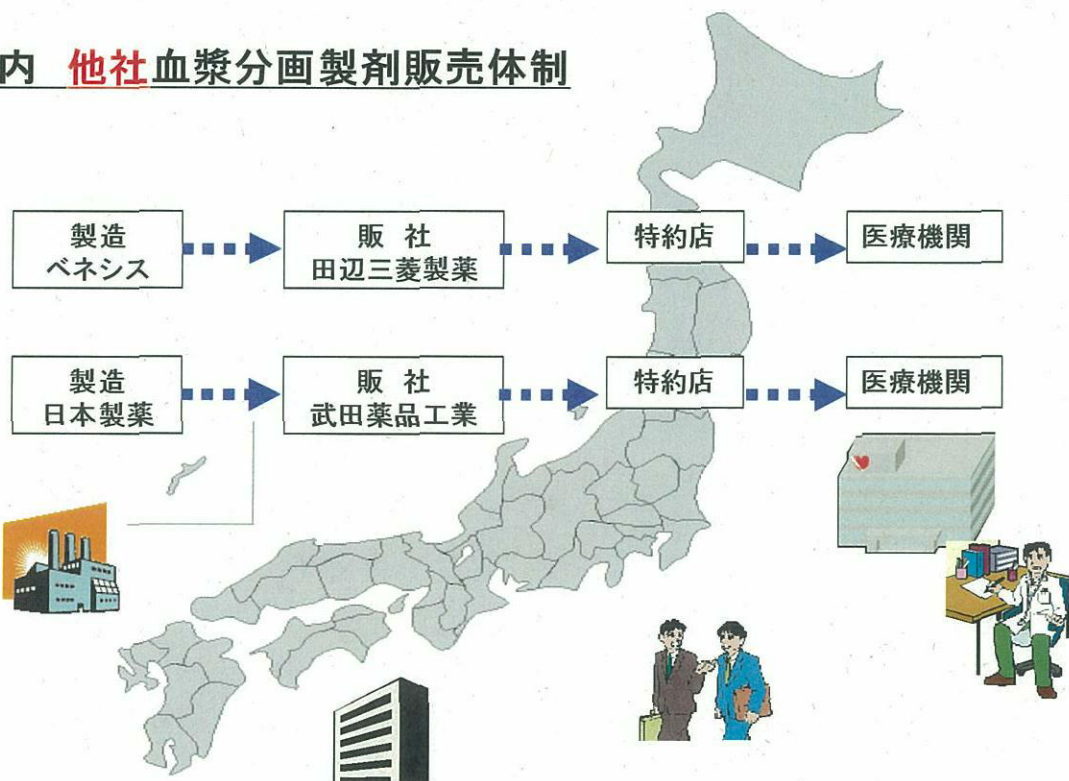 内 他社血漿分画製剤販売体制
製造
ベネシス
販 社
田辺三菱製薬
特約店
医療機関
製造
日本製薬
販 社
武田薬品工業
特約店
医療機関